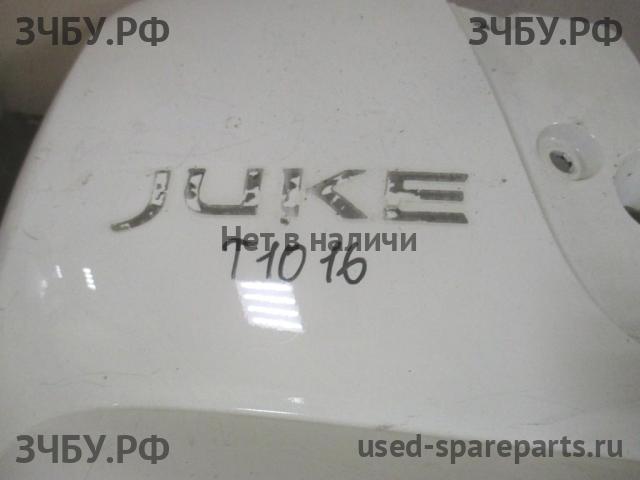 ЗЧБУ.РФ ЗЧБУ.РФ
JUKE
Нет в наличи
T1016
ЗЧБУ.РФ used-spareparts.ru